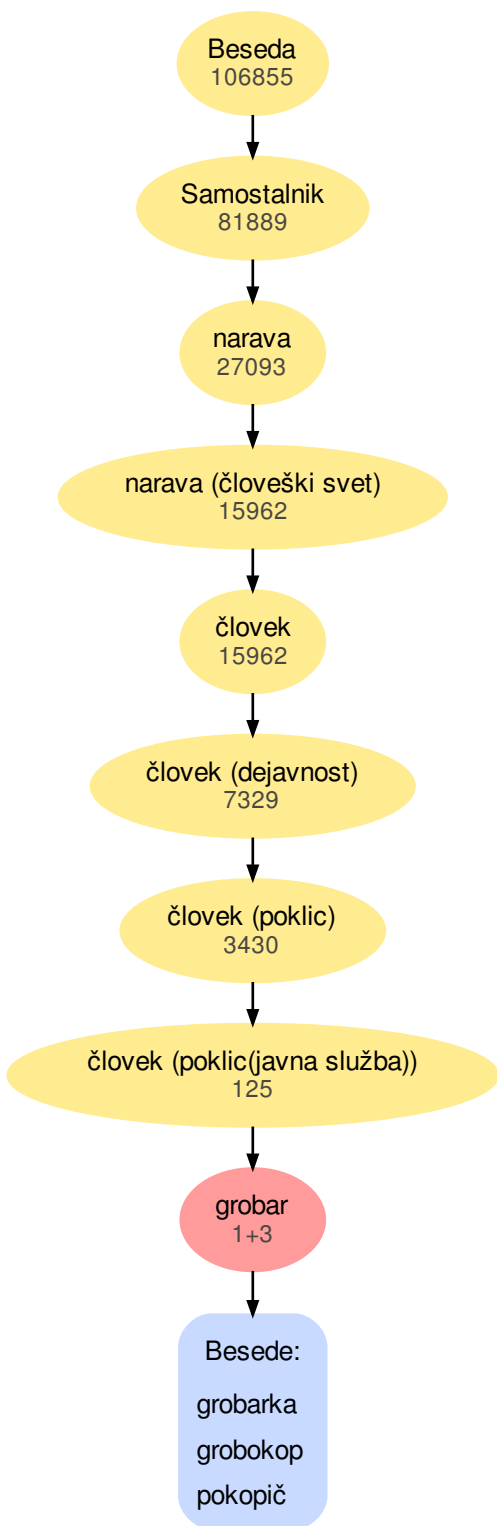 Beseda
106855
Samostalnik
81889
narava
27093
narava (človeški svet)
15962
človek
15962
človek (dejavnost)
7329
človek (poklic)
3430
človek (poklic(javna služba))
125
grobar
1+3
Besede:
grobarka
grobokop
pokopič